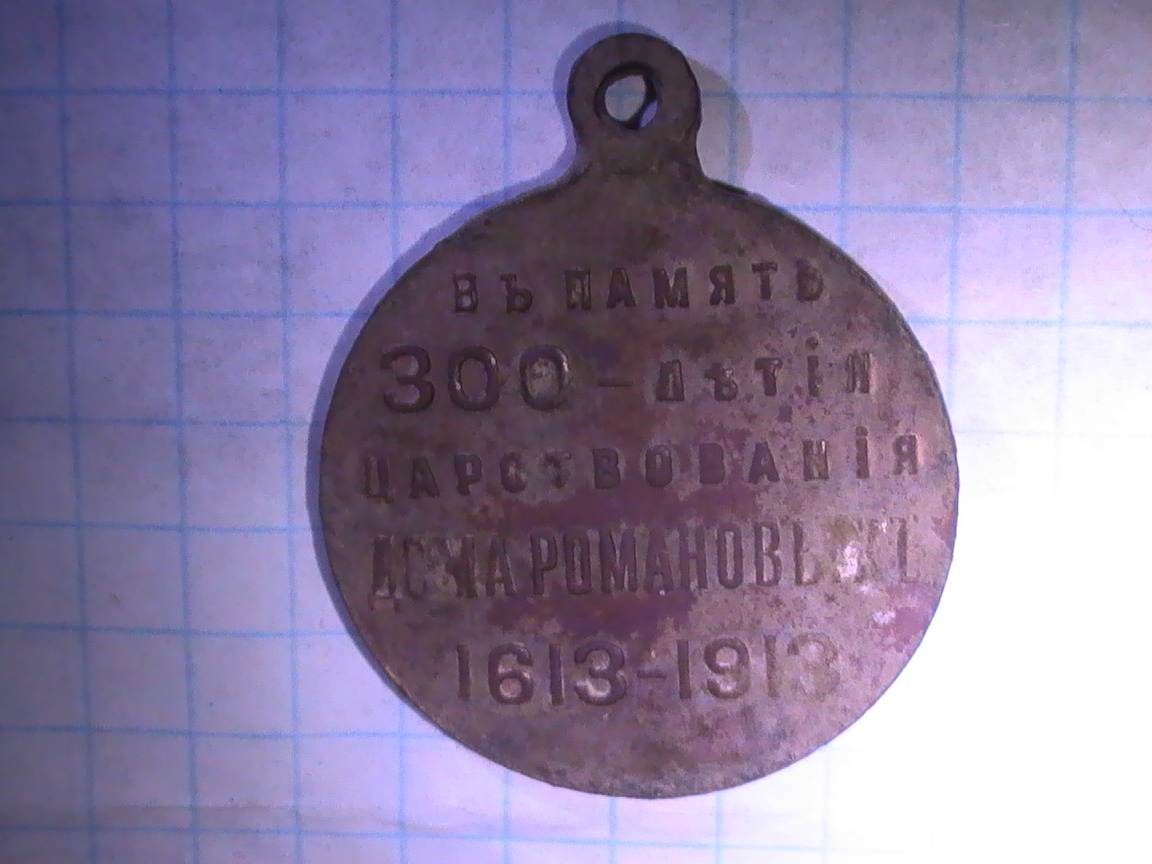 ВЪ ПАМЯТЬ
300-ЛѢТІЯ
ЦАРСТВОВАНІЯ
ДОМА РОМАНОВЫХЪ
1613-1913